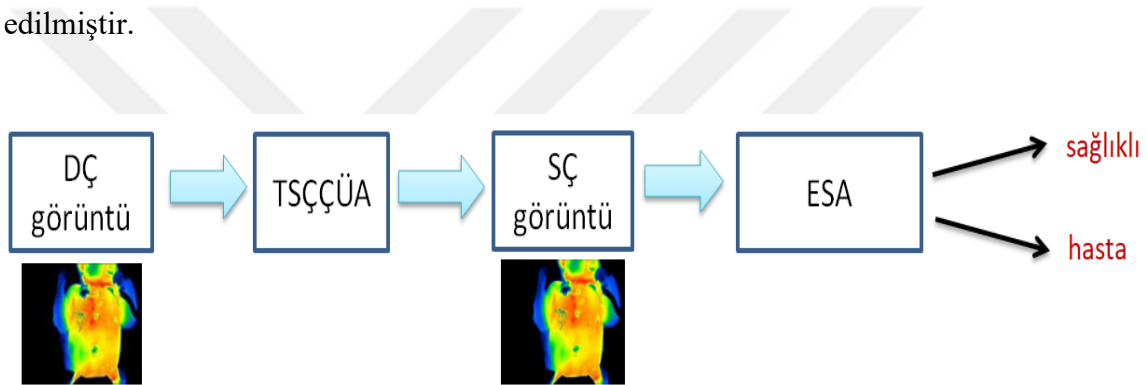 edilmiştir.
DÇ
görüntü
TSÇÇÜA
SÇ
görüntü
ESA
sağlıklı
hasta